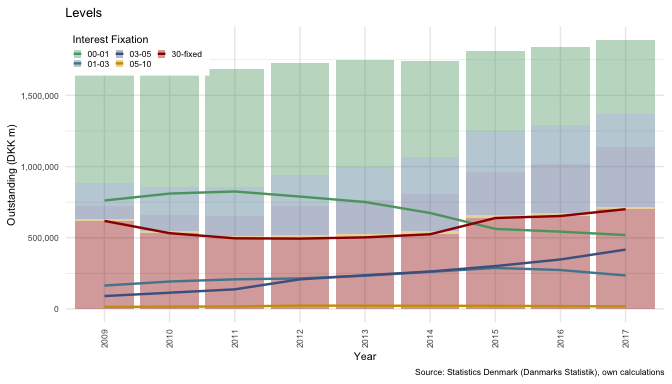 Levels
Interest Fixation
00-01 03-05 30-fixed
01-03 05-10
Outstanding (DKK m)
1,500,000
1,000,000
500,000
0
2009 2010 2011 2012 2013 2014 2015 2016 2017
Year
Source: Statistics Denmark (Danmarks Statistik), own calculations